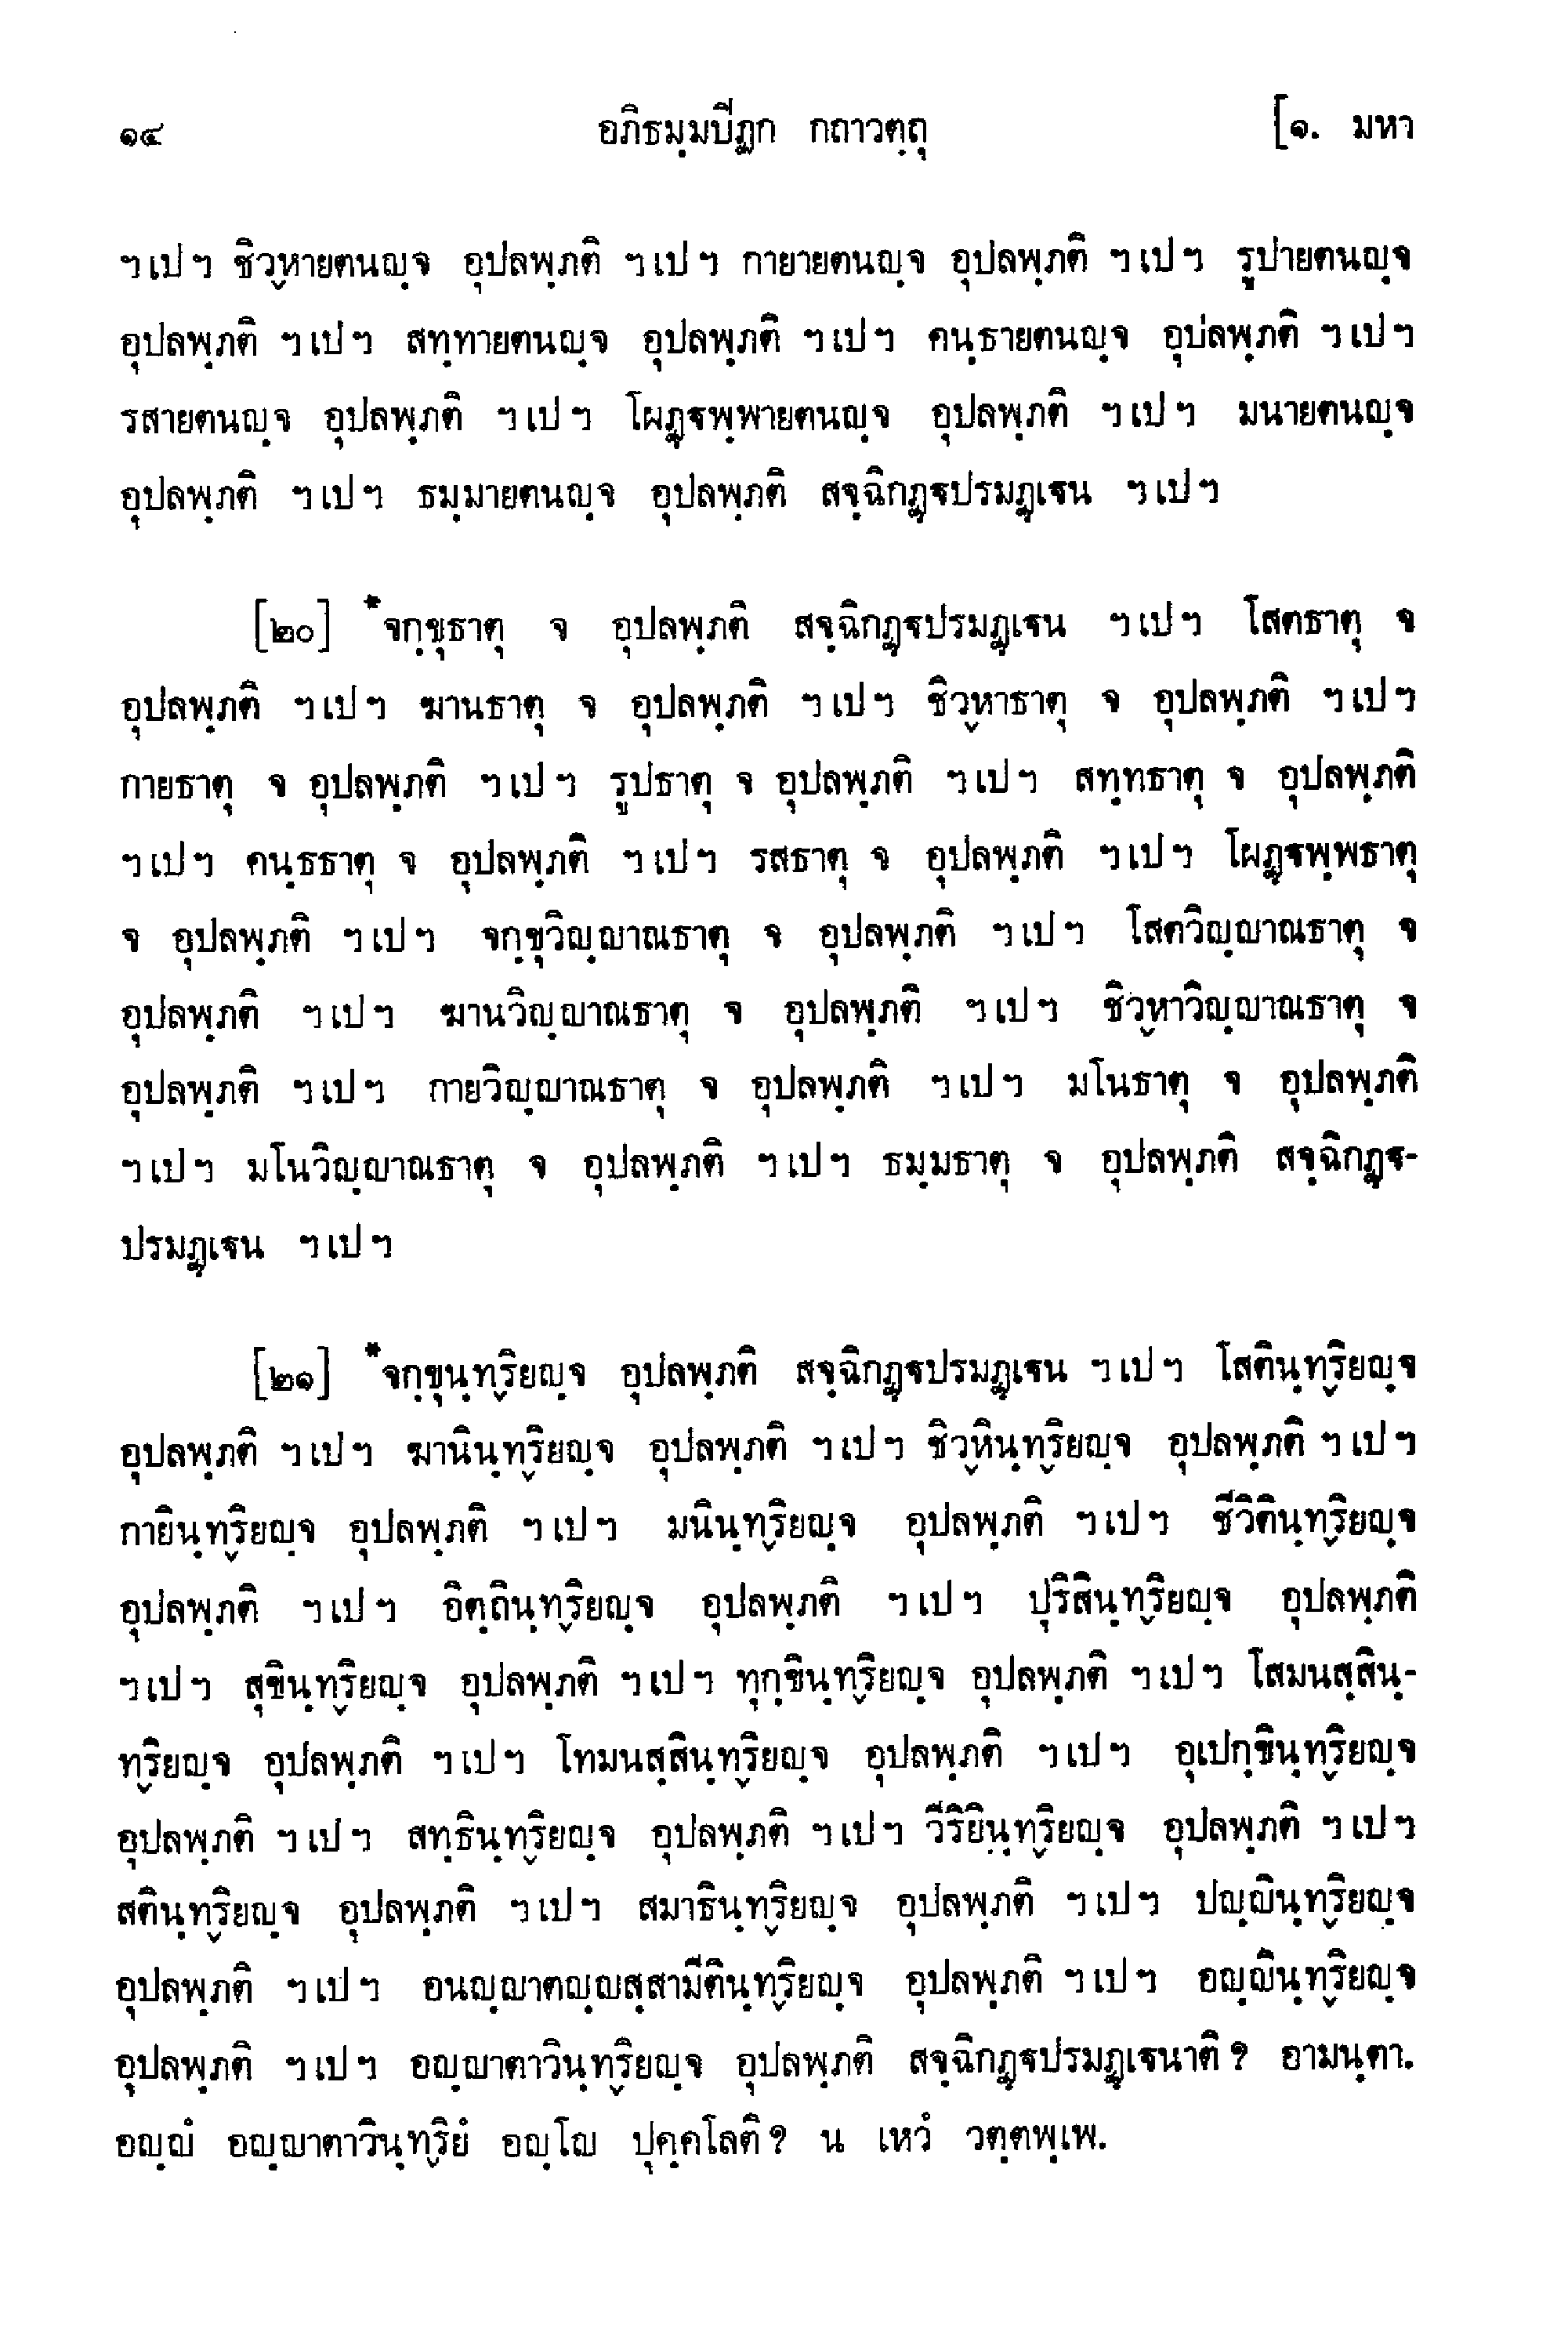 ๑๔ อภิธมฺมปีฏก กถาวตฺถุ [๑. มหา
ฯเปฯ ชิวฺหายตนญฺจ อุปลพฺภติ ฯเปฯ กายายตนญฺจ อุปลพฺภติ ฯเปฯ รูปายตนญฺจ
อุปลพฺภติ ฯเปฯ สทฺทายตนญฺจ อุปลพฺภติ ฯเปฯ คนฺธายตนญฺจ อุปลพฺภติ ฯเปฯ
รสายตนญฺจ อุปลพฺภติ ฯเปฯ โผฏฺฐพฺพายตนญฺจ อุปลพฺภติ ฯเปฯ มนายตนญฺจ
อุปลพฺภติ ฯเปฯ ธมฺมายตนญฺจ อุปลพฺภติ สจฺฉิกฏฺฐปรมฏฺเฐน ฯเปฯ
[๒๐] *จกฺขุธาตุ จ อุปลพฺภติ สจฺฉิกฏฺฐปรมฏฺเฐน ฯเปฯ โสตธาตุ จ
อุปลพฺภติ ฯเปฯ ฆานธาตุ จ อุปลพฺภติ ฯเปฯ ชิวฺหาธาตุ จ อุปลพฺภติ ฯเปฯ
กายธาตุ จ อุปลพฺภติ ฯเปฯ รูปธาตุ จ อุปลพฺภติ ฯเปฯ สทฺทธาตุ จ อุปลพฺภติ
ฯเปฯ คนฺธธาตุ จ อุปลพฺภติ ฯเปฯ รสธาตุ จ อุปลพฺภติ ฯเปฯ โผฏฺฐพฺพธาตุ
จ อุปลพฺภติ ฯเปฯ จกฺขุวิญฺญาณธาตุ จ อุปลพฺภติ ฯเปฯ โสตวิญฺญาณธาตุ จ
อุปลพฺภติ ฯเปฯ ฆานวิญฺญาณธาตุ จ อุปลพฺภติ ฯเปฯ ชิวฺหาวิญฺญาณธาตุ จ
อุปลพฺภติ ฯเปฯ กายวิญฺญาณธาตุ จ อุปลพฺภติ ฯเปฯ มโนธาตุ จ อุปลพฺภติ
ฯเปฯ มโนวิญฺญาณธาตุ จ อุปลพฺภติ ฯเปฯ ธมฺมธาตุ จ อุปลพฺภติ สจฺฉิกฏฺฐ-
ปรมฏฺเฐน ฯเปฯ
[๒๑] *จกฺขุนฺทฺริยญฺจ อุปลพฺภติ สจฺฉิกฏฺฐปรมฏฺเฐน ฯเปฯ โสตินฺทฺริยญฺจ
อุปลพฺภติ ฯเปฯ ฆานินฺทฺริยญฺจ อุปลพฺภติ ฯเปฯ ชิวฺหินฺทฺริยญฺจ อุปลพฺภติ ฯเปฯ
กายินฺทฺริยญฺจ อุปลพฺภติ ฯเปฯ มนินฺทฺริยญฺจ อุปลพฺภติ ฯเปฯ ชีวิตินฺทฺริยญฺจ
อุปลพฺภติ ฯเปฯ อิตฺถินฺทฺริยญฺจ อุปลพฺภติ ฯเปฯ ปุริสินฺทฺริยญฺจ อุปลพฺภติ
ฯเปฯ สุขินฺทฺริยญฺจ อุปลพฺภติ ฯเปฯ ทุกฺขินฺทฺริยญฺจ อุปลพฺภติ ฯเปฯ โสมนสฺสินฺ-
ทฺริยญฺจ อุปลพฺภติ ฯเปฯ โทมนสฺสินฺทฺริยญฺจ อุปลพฺภติ ฯเปฯ อุเปกฺขินฺทฺริยญฺจ
อุปลพฺภติ ฯเปฯ สทฺธินฺทฺริยญฺจ อุปลพฺภติ ฯเปฯ วีริยินฺทฺริยญฺจ อุปลพฺภติ ฯเปฯ
สตินฺทฺริยญฺจ อุปลพฺภติ ฯเปฯ สมาธินฺทฺริยญฺจ อุปลพฺภติ ฯเปฯ ปญฺญินฺทฺริยญฺจ
อุปลพฺภติ ฯเปฯ อนญฺญาตญฺญสฺสามีตินฺทฺริยญฺจ อุปลพฺภติ ฯเปฯ อญฺญินฺทฺริยญฺจ
อุปลพฺภติ ฯเปฯ อญฺญาตาวินฺทฺริยญฺจ อุปลพฺภติ สจฺฉิกฏฺฐปรมฏฺเฐนาติ? อามนฺตา.
อญฺญํ อญฺญาตาวินฺทฺริยํ อญฺโญ ปุคฺคโลติ? น เหวํ วตฺตพฺเพ.